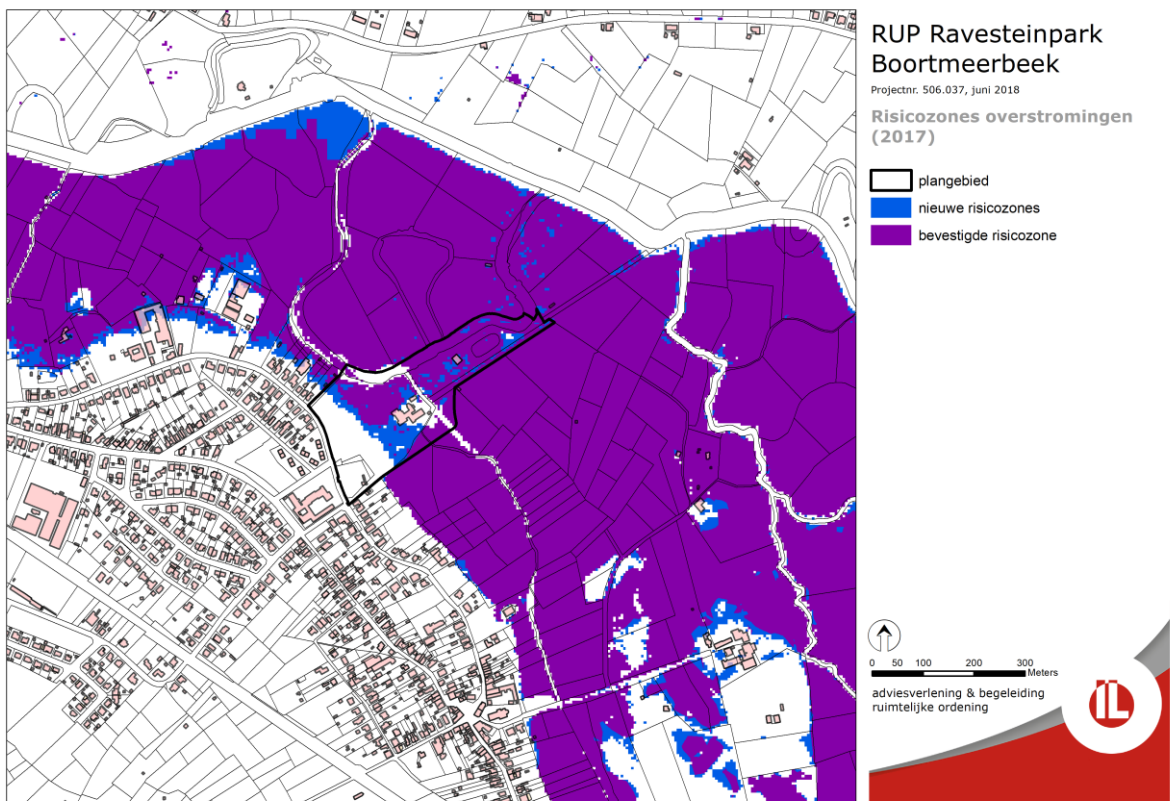 RUP Ravesteinpark
Boortmeerbeek
Projectnr. 506.037, juni 2018
Risicozones overstromingen
(2017)
plangebied
nieuwe risicozones
bevestigde risicozone
0 50 100 200 300
Meters
adviesverlening & begeleiding
ruimtelijke ordening
IL